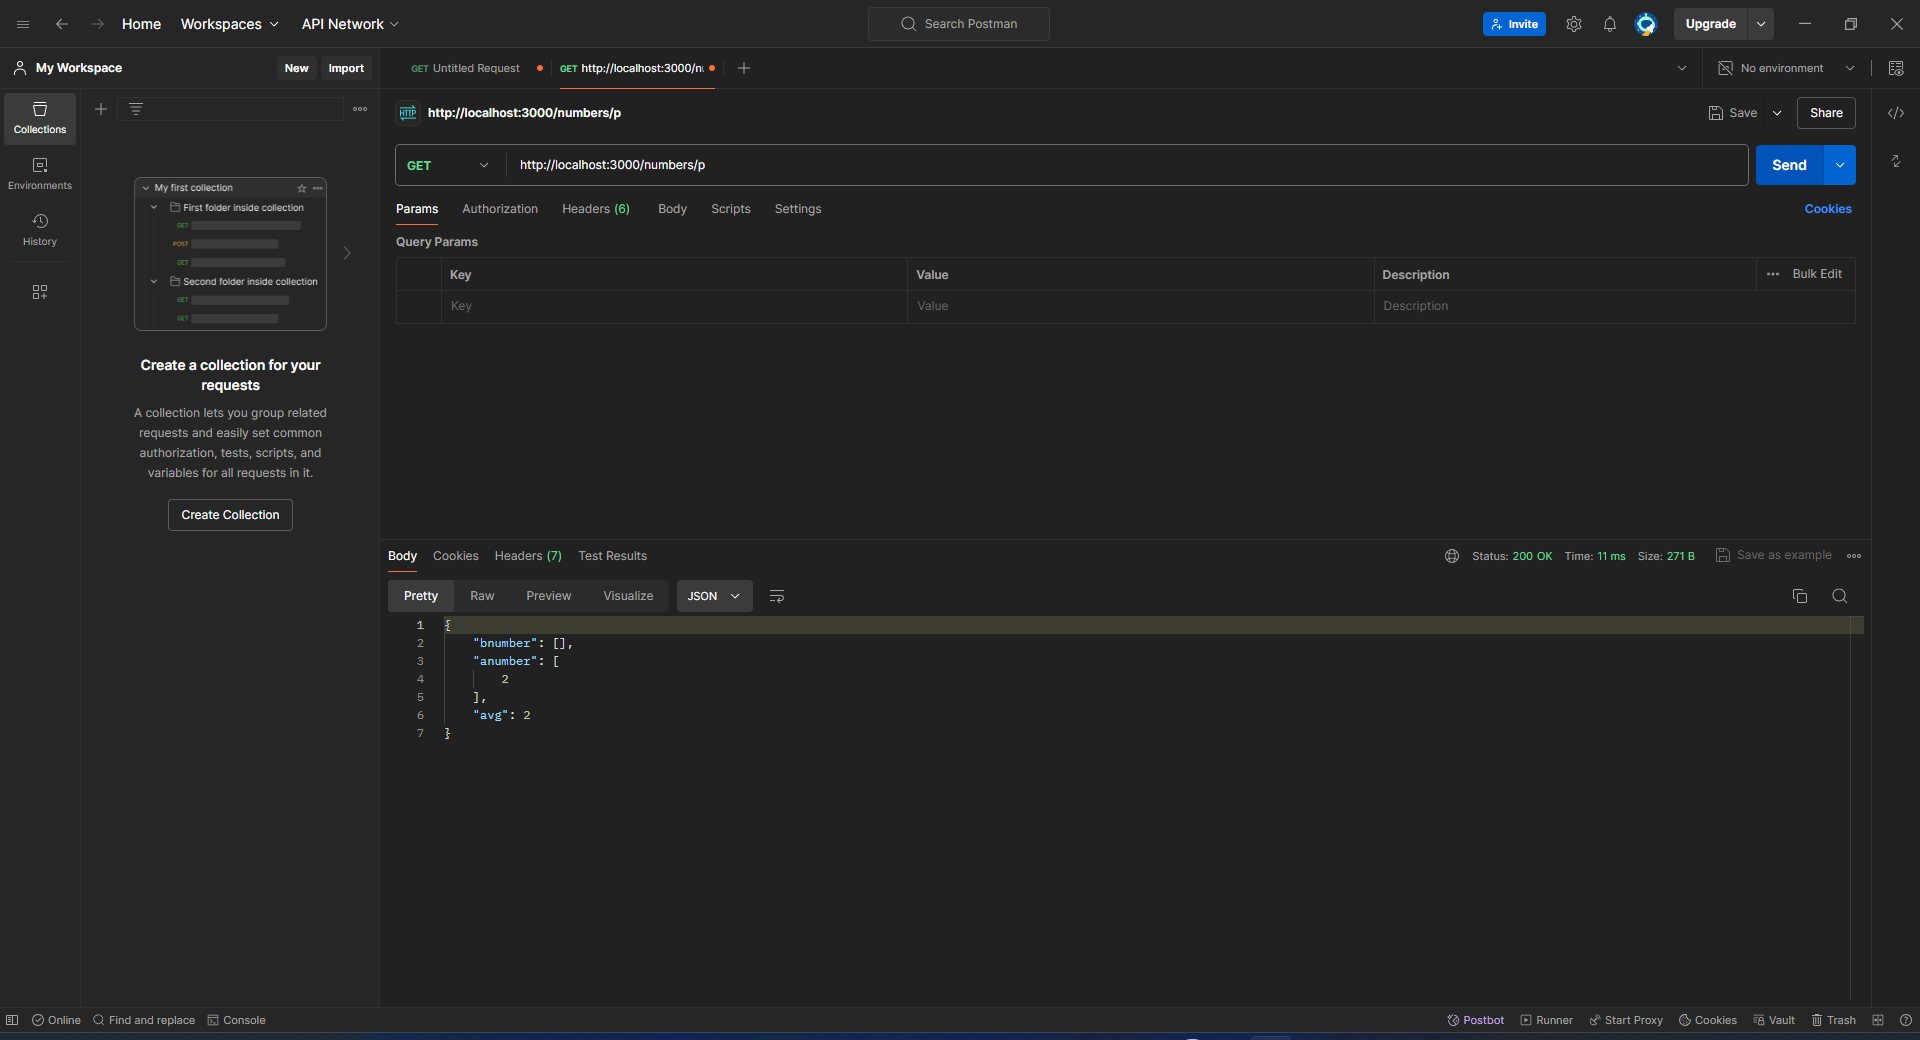 Home Workspaces API Network Search Postman Invite Upgrade
My Workspace New Import GET Untitled Request GET http://localhost:3000/nu No environment
Collections
Environments
History
My first collection
First folder inside collection
GET
POST
GET
Second folder inside collection
GET
GET
Create a collection for your
requests
A collection lets you group related
requests and easily set common
authorization, tests, scripts, and
variables for all requests in it.
Create Collection
HTTP http://localhost:3000/numbers/p Save Share
GET http://localhost:3000/numbers/p Send
Params Authorization Headers (6) Body Scripts Settings Cookies
Query Params
Key Value Description Bulk Edit
Key Value Description
Body Cookies Headers (7) Test Results Status: 200 OK Time: 11 ms Size: 271 B Save as example
Pretty Raw Preview Visualize JSON
1 {
2 "bnumber": [],
3 "anumber": [
4 2
5 ],
6 "avg": 2
7 }
Online Find and replace Console Postbot Runner Start Proxy Cookies Vault Trash